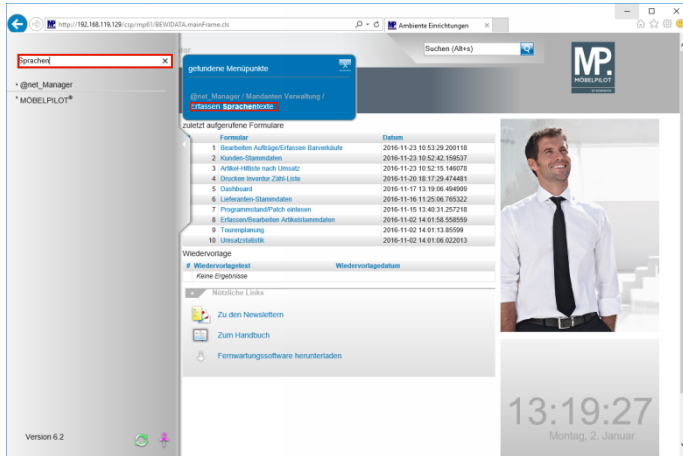 http://192.168.119.129/csp/mp61/BEWIDATA.mainFrame.cls
Ambiente Einrichtungen
Sprachen
@net_Manager
MÖBELPILOT®
Suchen (Alt+s)
MP.
MÖBELPILOT
gefundene Menüpunkte
@net_Manager / Mandanten Verwaltung /
Erfassen Sprachentexte
zuletzt aufgerufene Formulare
Formular Datum
1 Bearbeiten Aufträge/Erfassen Barverkäufe 2016-11-23 10:53:29.200118
2 Kunden-Stammdaten 2016-11-23 10:52:42.159537
3 Artikel-Hitliste nach Umsatz 2016-11-23 10:52:15.146078
4 Drucken Inventur Zähl-Liste 2016-11-20 18:17:29.474481
5 Dashboard 2016-11-17 13:19:06.494909
6 Lieferanten-Stammdaten 2016-11-16 11:25:06.765322
7 Programmstand/Patch einlesen 2016-11-15 13:40:31.257218
8 Erfassen/Bearbeiten Artikelstammdaten 2016-11-02 14:01:58.558559
9 Tourenplanung 2016-11-02 14:01:13.85599
10 Umsatzstatistik 2016-11-02 14:01:06.022013
Wiedervorlage
# Wiedervorlagetext Wiedervorlagedatum
Keine Ergebnisse
Nützliche Links
Zu den Newslettern
Zum Handbuch
Fernwartungssoftware herunterladen
13:19:27
Montag, 2. Januar
Version 6.2